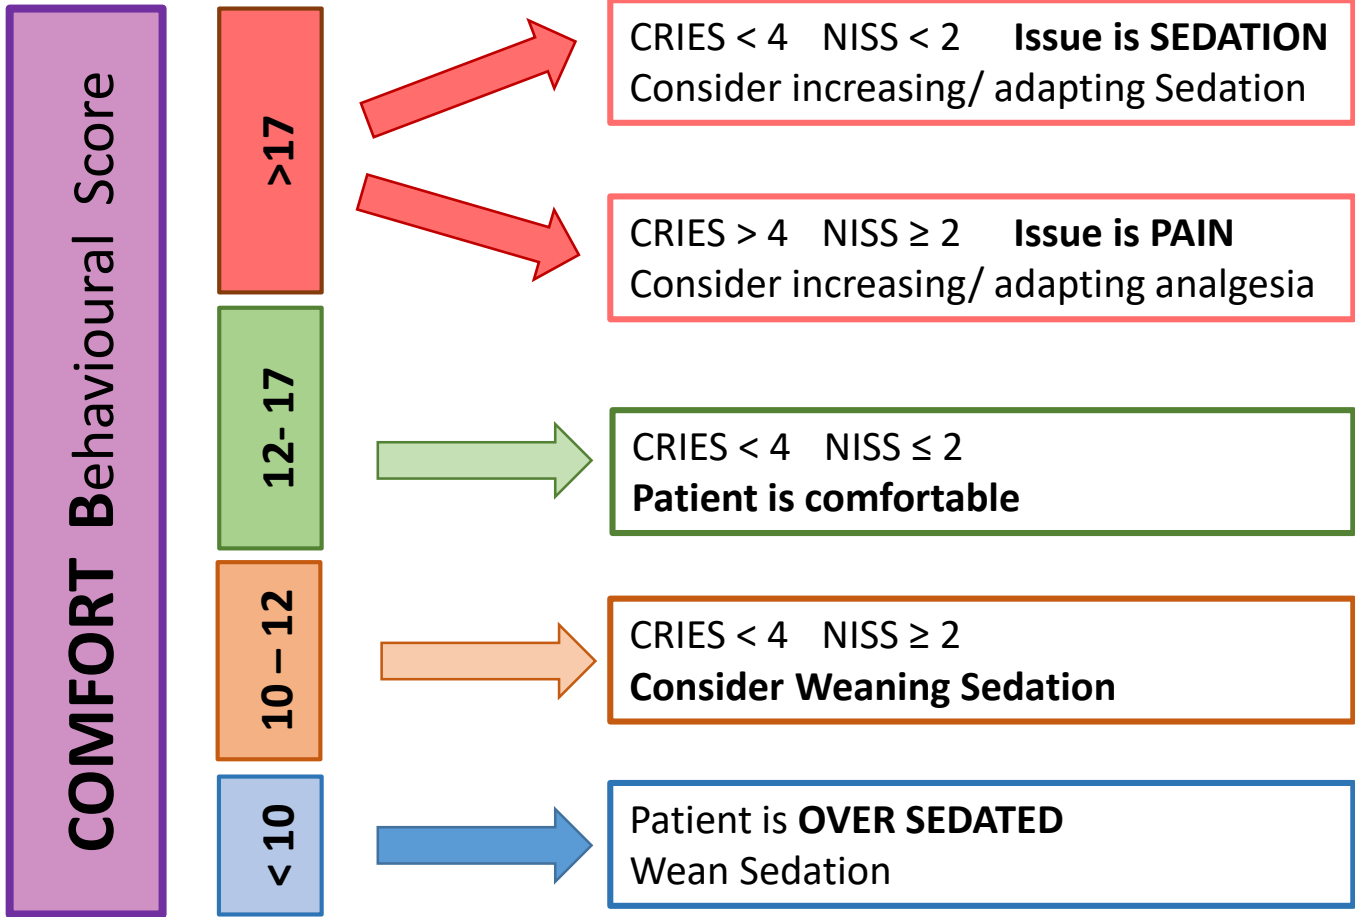 COMFORT Behavioural Score
>17
CRIES < 4 NISS < 2 Issue is SEDATION
Consider increasing/ adapting Sedation
CRIES > 4 NISS ≥ 2 Issue is PAIN
Consider increasing/ adapting analgesia
12- 17
CRIES < 4 NISS ≤ 2
Patient is comfortable
10 – 12
CRIES < 4 NISS ≥ 2
Consider Weaning Sedation
< 10
Patient is OVER SEDATED
Wean Sedation